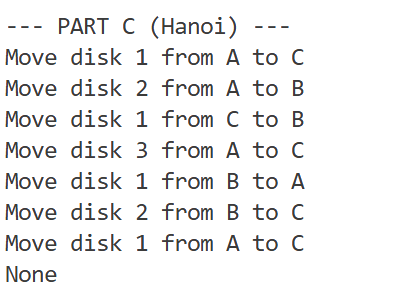 --- PART C (Hanoi) ---
Move disk 1 from A to C
Move disk 2 from A to B
Move disk 1 from C to B
Move disk 3 from A to C
Move disk 1 from B to A
Move disk 2 from B to C
Move disk 1 from A to C
None